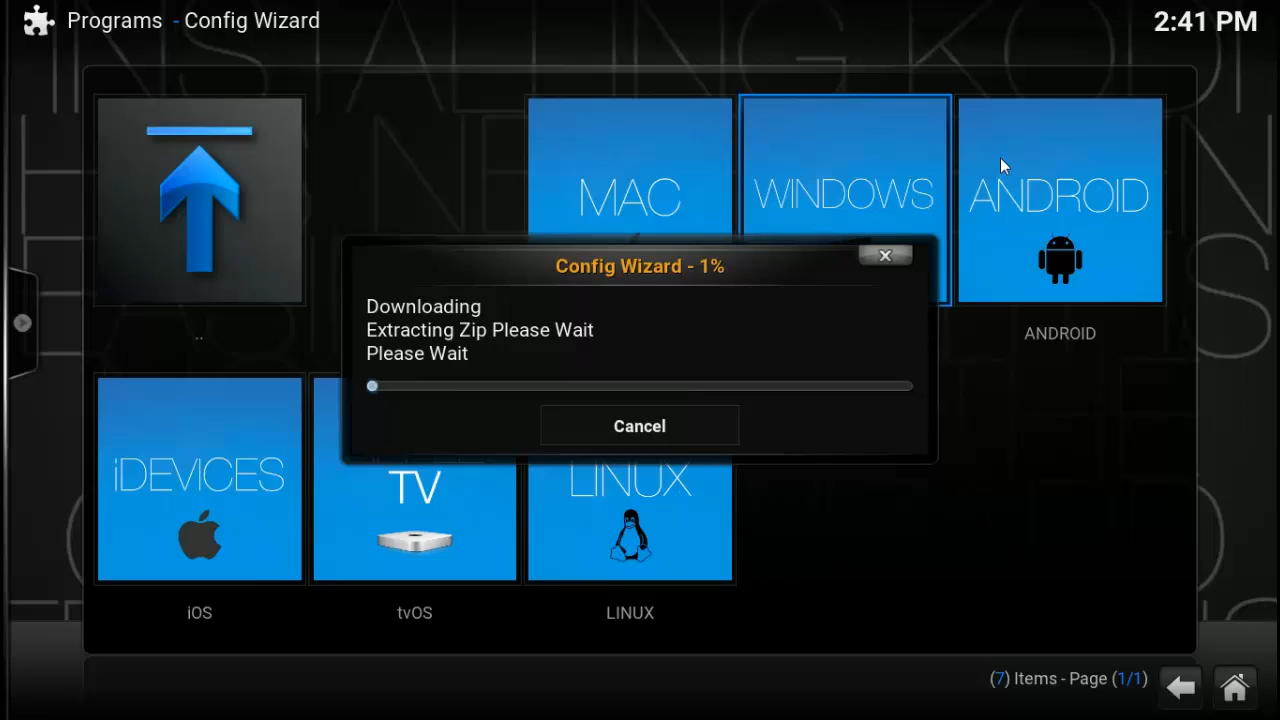 Programs - Config Wizard
2:41 PM
MAC
WINDOWS
ANDROID
Config Wizard - 1%
Downloading
Extracting Zip Please Wait
Please Wait
Cancel
..
ANDROID
iDEVICES
TV
LINUX
iOS
tvOS
LINUX
(7) Items - Page (1/1)